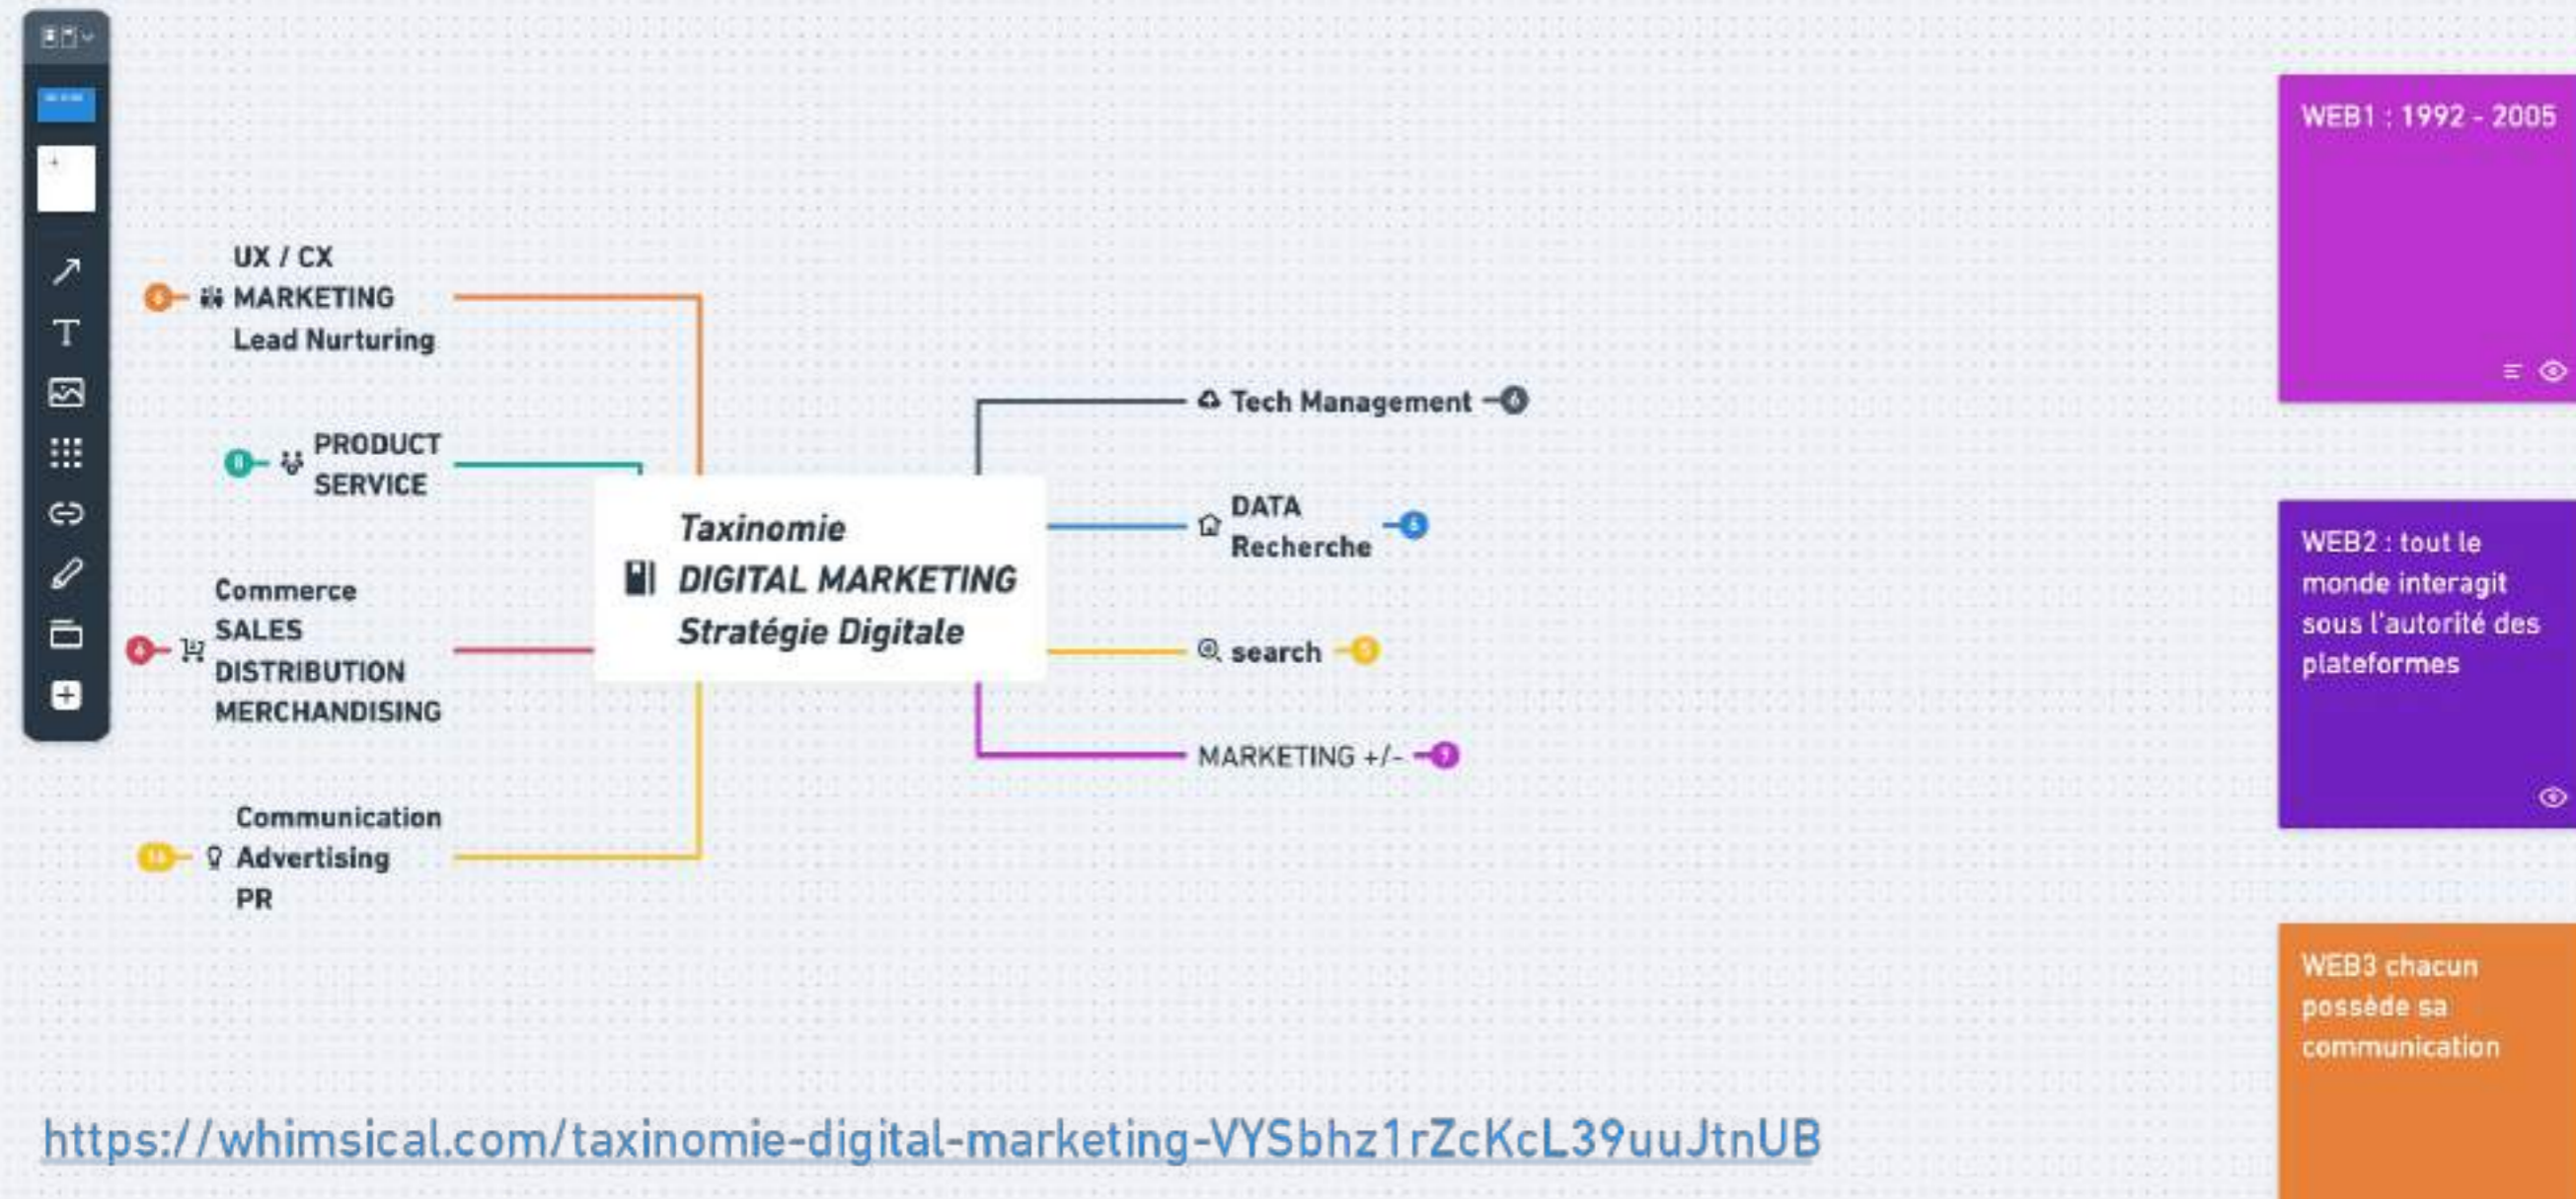 UX / CX
MARKETING
Lead Nurturing
PRODUCT
SERVICE
Commerce
SALES
DISTRIBUTION
MERCHANDISING
Communication
Advertising
PR
Taxinomie
DIGITAL MARKETING
Stratégie Digitale
Tech Management
DATA
Recherche
search
MARKETING +/-
WEB1 : 1992 - 2005
WEB2 : tout le
monde interagit
sous l'autorité des
plateformes
WEB3 chacun
possède sa
communication
https://whimsical.com/taxinomie-digital-marketing-VYSbhz1rZcKcL39uuJtnUB